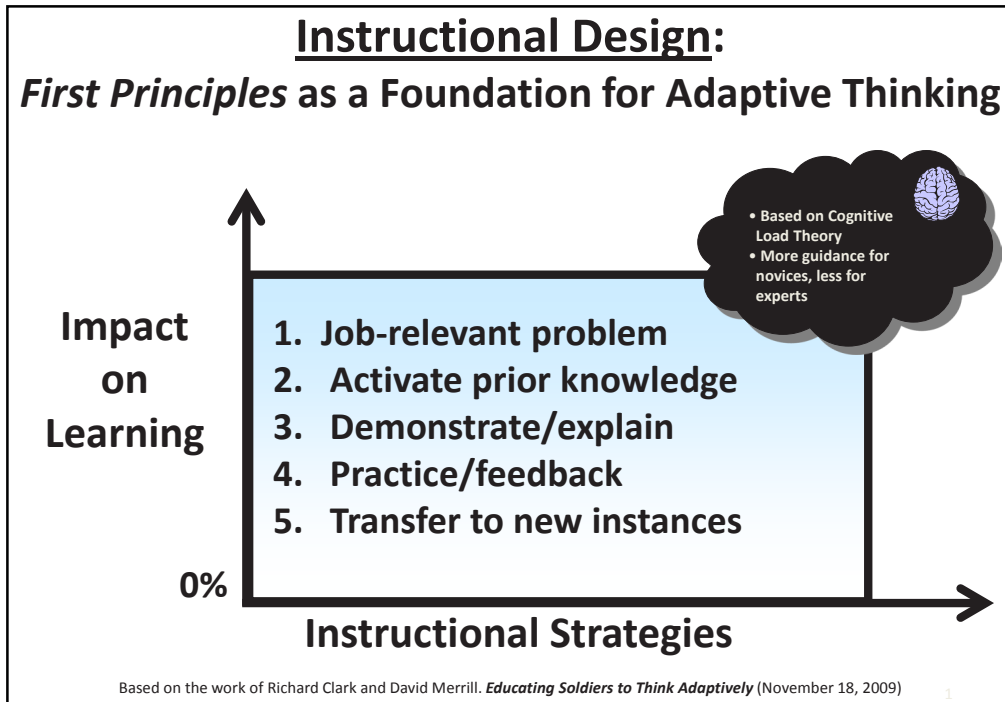 Instructional Design:
First Principles as a Foundation for Adaptive Thinking
• Based on Cognitive
Load Theory
• More guidance for
novices, less for
experts
Impact
on
Learning
1. Job-relevant problem
2. Activate prior knowledge
3. Demonstrate/explain
4. Practice/feedback
5. Transfer to new instances
0%
Instructional Strategies
Based on the work of Richard Clark and David Merrill. Educating Soldiers to Think Adaptively (November 18, 2009)
1